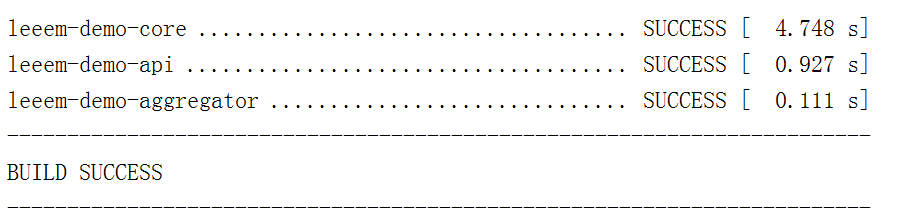 leeem-demo-core .................................... SUCCESS [  4.748 s]
leeem-demo-api ..................................... SUCCESS [  0.927 s]
leeem-demo-aggregator .............................. SUCCESS [  0.111 s]
------------------------------------------------------------------------
BUILD SUCCESS
------------------------------------------------------------------------